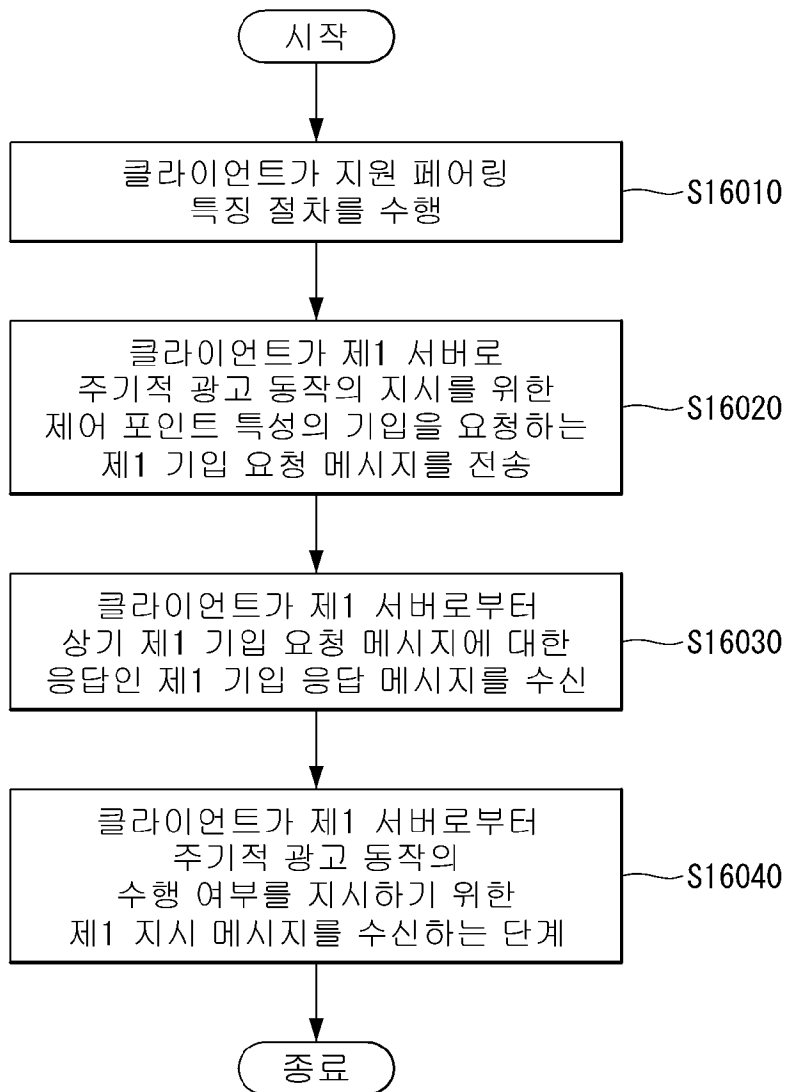 시작
클라이언트가 지원 페어링
특징 절차를 수행
S16010
클라이언트가 제1 서버로
주기적 광고 동작의 지시를 위한
제어 포인트 특성의 기입을 요청하는
제1 기입 요청 메시지를 전송
S16020
클라이언트가 제1 서버로부터
상기 제1 기입 요청 메시지에 대한
응답인 제1 기입 응답 메시지를 수신
S16030
클라이언트가 제1 서버로부터
주기적 광고 동작의
수행 여부를 지시하기 위한
제1 지시 메시지를 수신하는 단계
S16040
종료